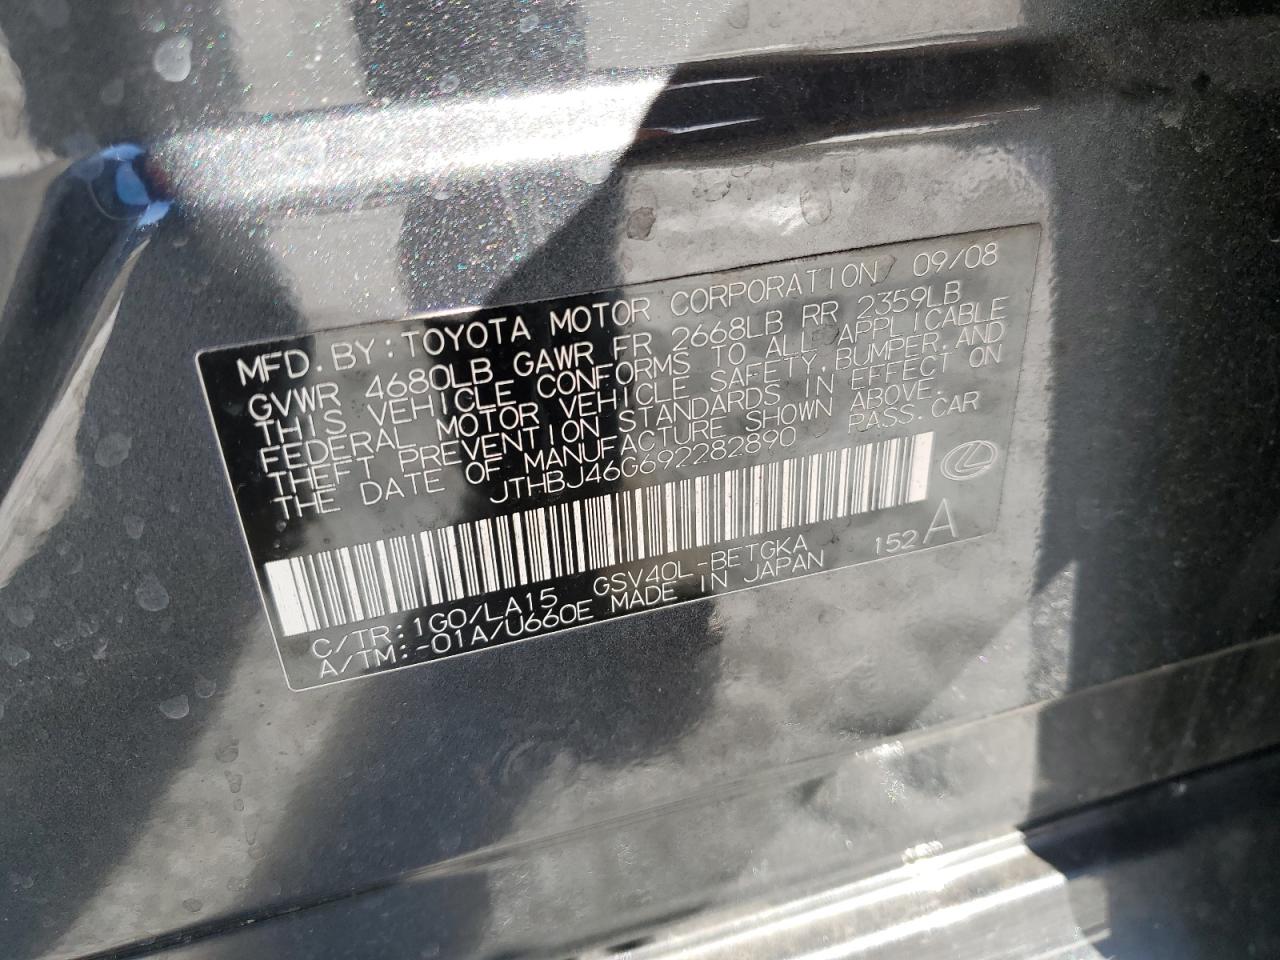 MFD. BY: TOYOTA MOTOR CORPORATION 09/08
GVWR 4680LB GAWR FR 2668LB RR 2359LB
THIS VEHICLE CONFORMS TO ALL APPLICABLE
FEDERAL MOTOR VEHICLE SAFETY, BUMPER, AND
THEFT PREVENTION STANDARDS IN EFFECT ON
THE DATE OF MANUFACTURE SHOWN ABOVE.
JTHBJ46G692282890 PASS. CAR
C/TR: 1G0/LA15 GSV40L-BETGKA 152 A
A/TM: -01A/U660E MADE IN JAPAN